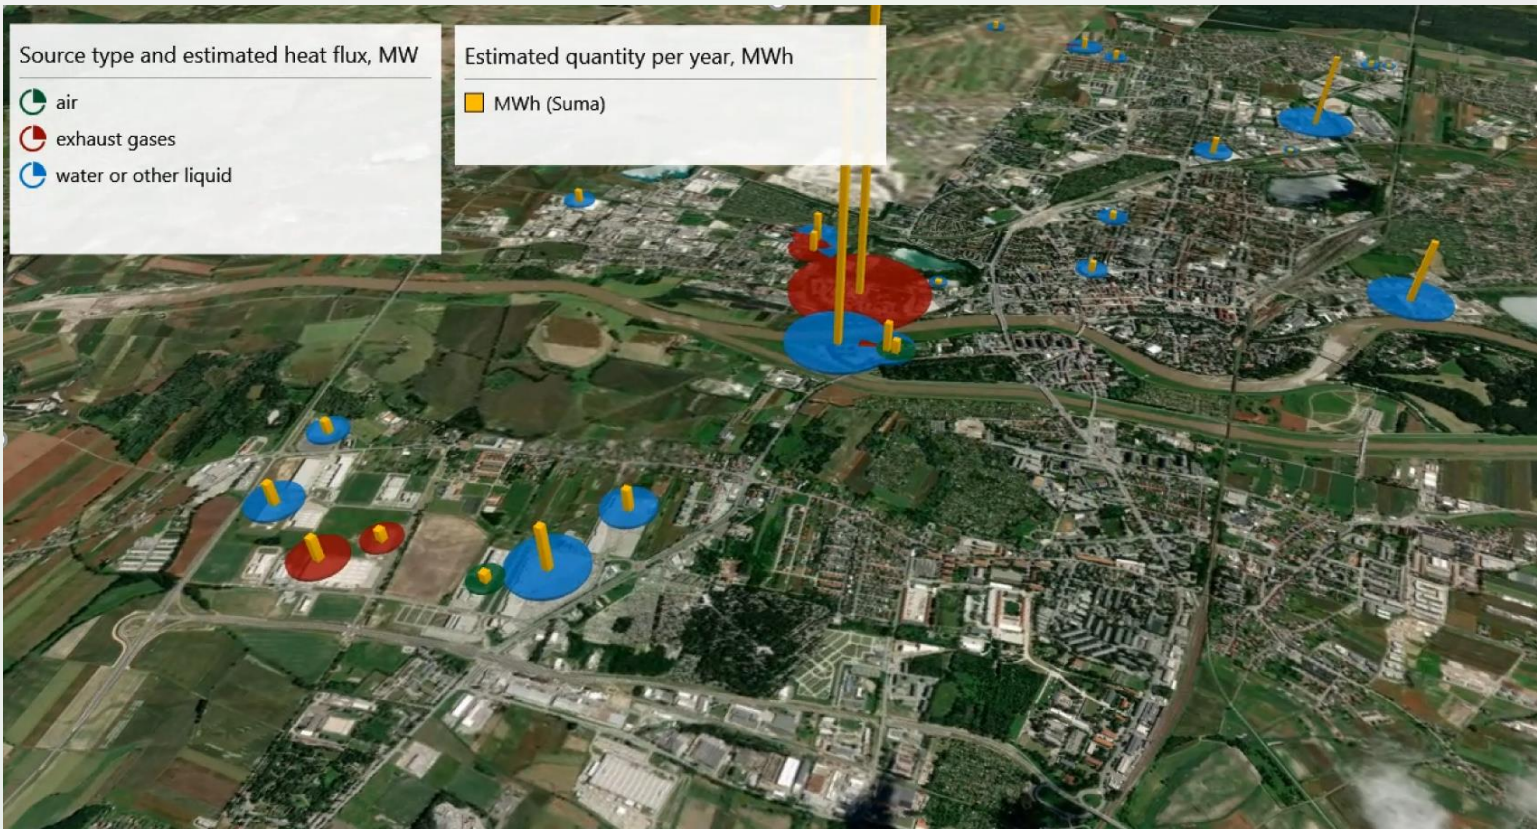 Source type and estimated heat flux, MW
air
exhaust gases
water or other liquid
Estimated quantity per year, MWh
MWh (Suma)